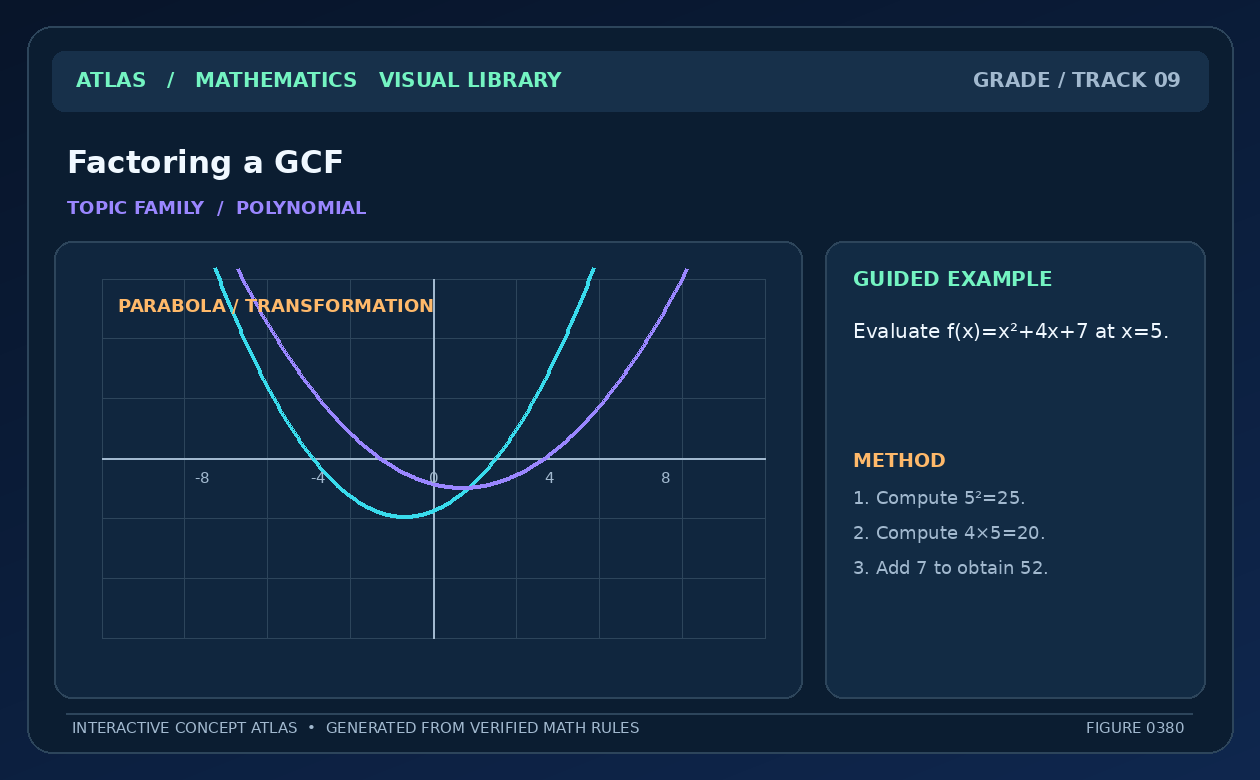 ATLAS / MATHEMATICS VISUAL LIBRARY
GRADE / TRACK 09
Factoring a GCF
TOPIC FAMILY / POLYNOMIAL
PARABOLA / TRANSFORMATION
-8 -4 0 4 8
GUIDED EXAMPLE
Evaluate f(x)=x²+4x+7 at x=5.
METHOD
1. Compute 5²=25.
2. Compute 4×5=20.
3. Add 7 to obtain 52.
INTERACTIVE CONCEPT ATLAS • GENERATED FROM VERIFIED MATH RULES
FIGURE 0380